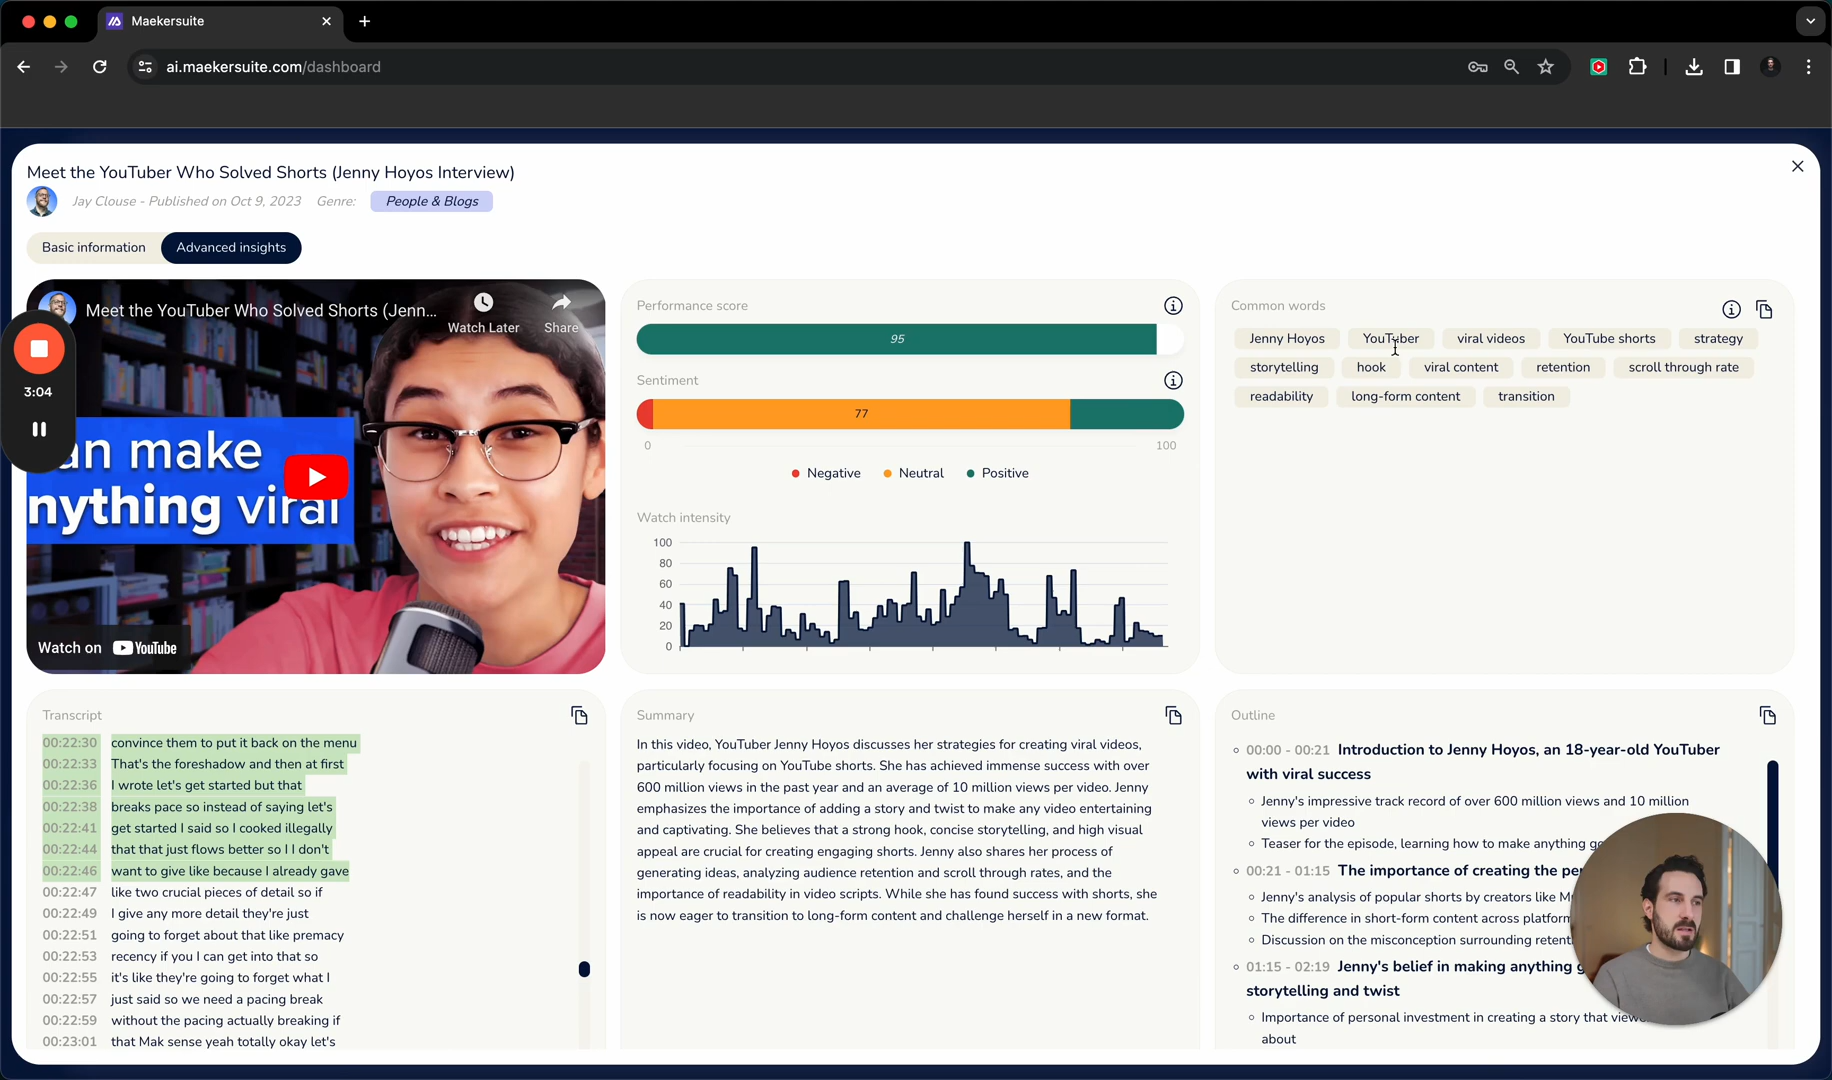 Maekersuite
ai.maekersuite.com/dashboard
Meet the YouTuber Who Solved Shorts (Jenny Hoyos Interview)
Jay Clouse - Published on Oct 9, 2023 Genre: People & Blogs
Basic information Advanced insights
Meet the YouTuber Who Solved Shorts (Jenn...
Watch Later Share
3:04
an make
nything viral
Watch on YouTube
Performance score
95
Sentiment
77
0 100
Negative Neutral Positive
Watch intensity
100
80
60
40
20
0
Common words
Jenny Hoyos YouTuber viral videos YouTube shorts strategy
storytelling hook viral content retention scroll through rate
readability long-form content transition
Transcript
00:22:30 convince them to put it back on the menu
00:22:33 That's the foreshadow and then at first
00:22:36 I wrote let's get started but that
00:22:38 breaks pace so instead of saying let's
00:22:41 get started I said so I cooked illegally
00:22:44 that that just flows better so I I don't
00:22:46 want to give like because I already gave
00:22:47 like two crucial pieces of detail so if
00:22:49 I give any more detail they're just
00:22:51 going to forget about that like premacy
00:22:53 recency if you I can get into that so
00:22:55 it's like they're going to forget what I
00:22:57 just said so we need a pacing break
00:22:59 without the pacing actually breaking if
00:23:01 that Mak sense yeah totally okay let's
Summary
In this video, YouTuber Jenny Hoyos discusses her strategies for creating viral videos,
particularly focusing on YouTube shorts. She has achieved immense success with over
600 million views in the past year and an average of 10 million views per video. Jenny
emphasizes the importance of adding a story and twist to make any video entertaining
and captivating. She believes that a strong hook, concise storytelling, and high visual
appeal are crucial for creating engaging shorts. Jenny also shares her process of
generating ideas, analyzing audience retention and scroll through rates, and the
importance of readability in video scripts. While she has found success with shorts, she
is now eager to transition to long-form content and challenge herself in a new format.
Outline
00:00 - 00:21 Introduction to Jenny Hoyos, an 18-year-old YouTuber
with viral success
Jenny's impressive track record of over 600 million views and 10 million
views per video
Teaser for the episode, learning how to make anything go
00:21 - 01:15 The importance of creating the per
Jenny's analysis of popular shorts by creators like M
The difference in short-form content across platform
Discussion on the misconception surrounding retent
01:15 - 02:19 Jenny's belief in making anything g
storytelling and twist
Importance of personal investment in creating a story that view
about